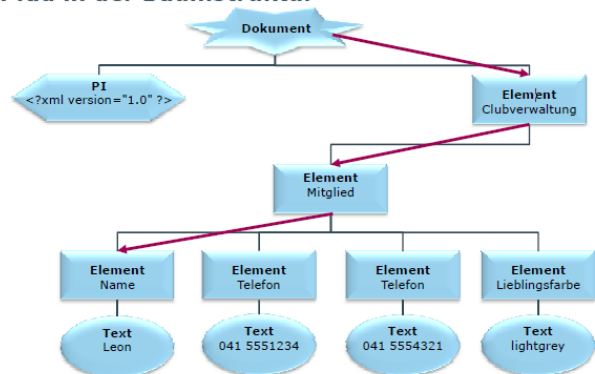 Dokument
PI
<?xml version="1.0" ?>
Element
Clubverwaltung
Element
Mitglied
Element
Name
Element
Telefon
Element
Telefon
Element
Lieblingsfarbe
Text
Leon
Text
041 5551234
Text
041 5554321
Text
lightgrey